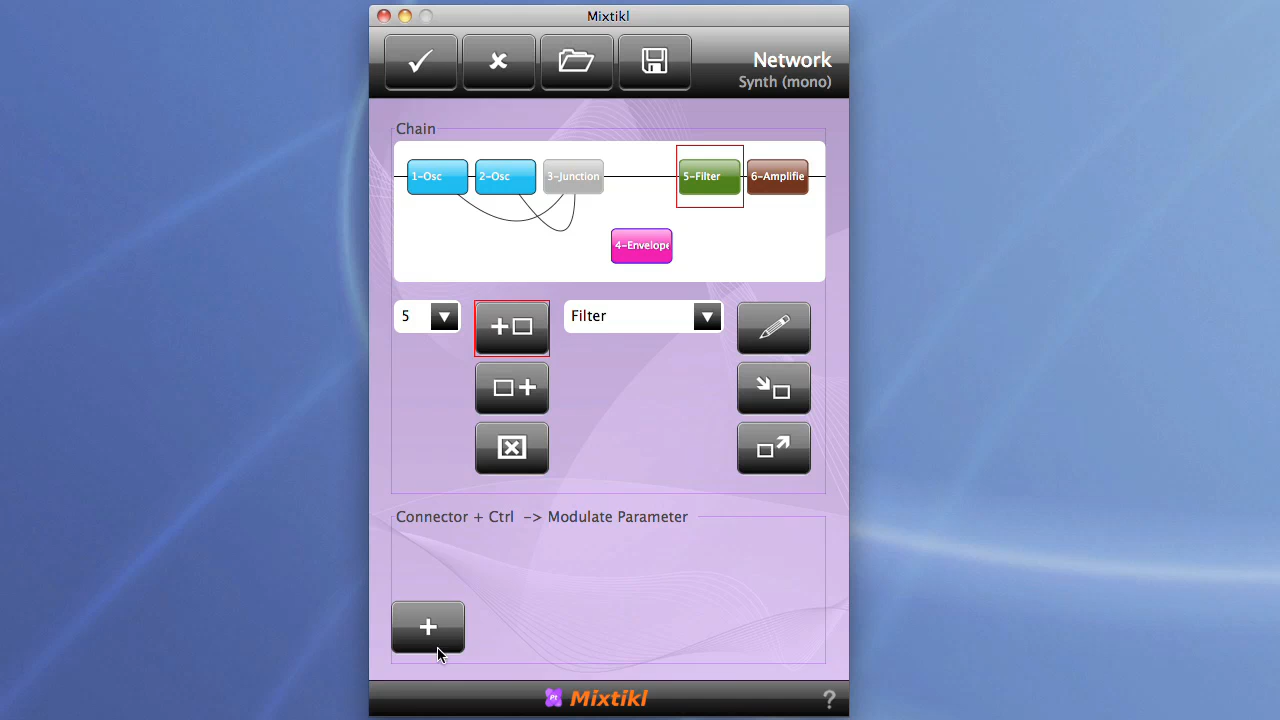 Mixtikl
Network
Synth (mono)
Chain
1-Osc
2-Osc
3-Junction
5-Filter
6-Amplifie
4-Envelope
5
Filter
Connector + Ctrl -> Modulate Parameter
Pt
Mixtikl
?